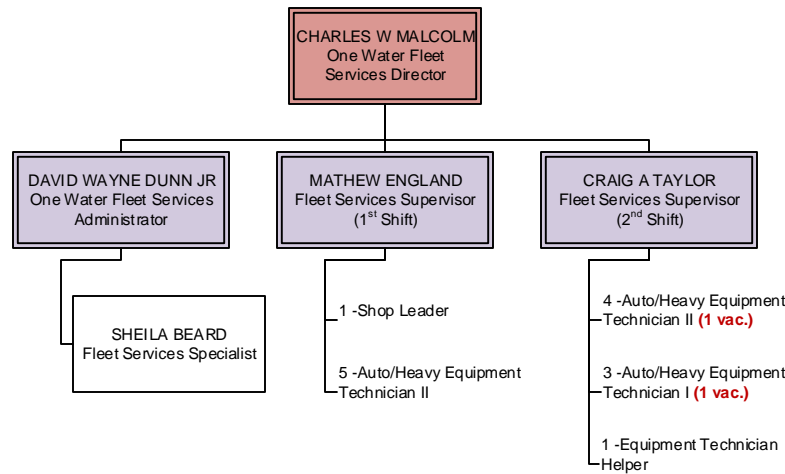 CHARLES W MALCOLM
One Water Fleet
Services Director
DAVID WAYNE DUNN JR
One Water Fleet Services
Administrator
MATHEW ENGLAND
Fleet Services Supervisor
(1st Shift)
CRAIG A TAYLOR
Fleet Services Supervisor
(2nd Shift)
SHEILA BEARD
Fleet Services Specialist
1 -Shop Leader
5 -Auto/Heavy Equipment
Technician II
4 -Auto/Heavy Equipment
Technician II (1 vac.)
3 -Auto/Heavy Equipment
Technician I (1 vac.)
1 -Equipment Technician
Helper